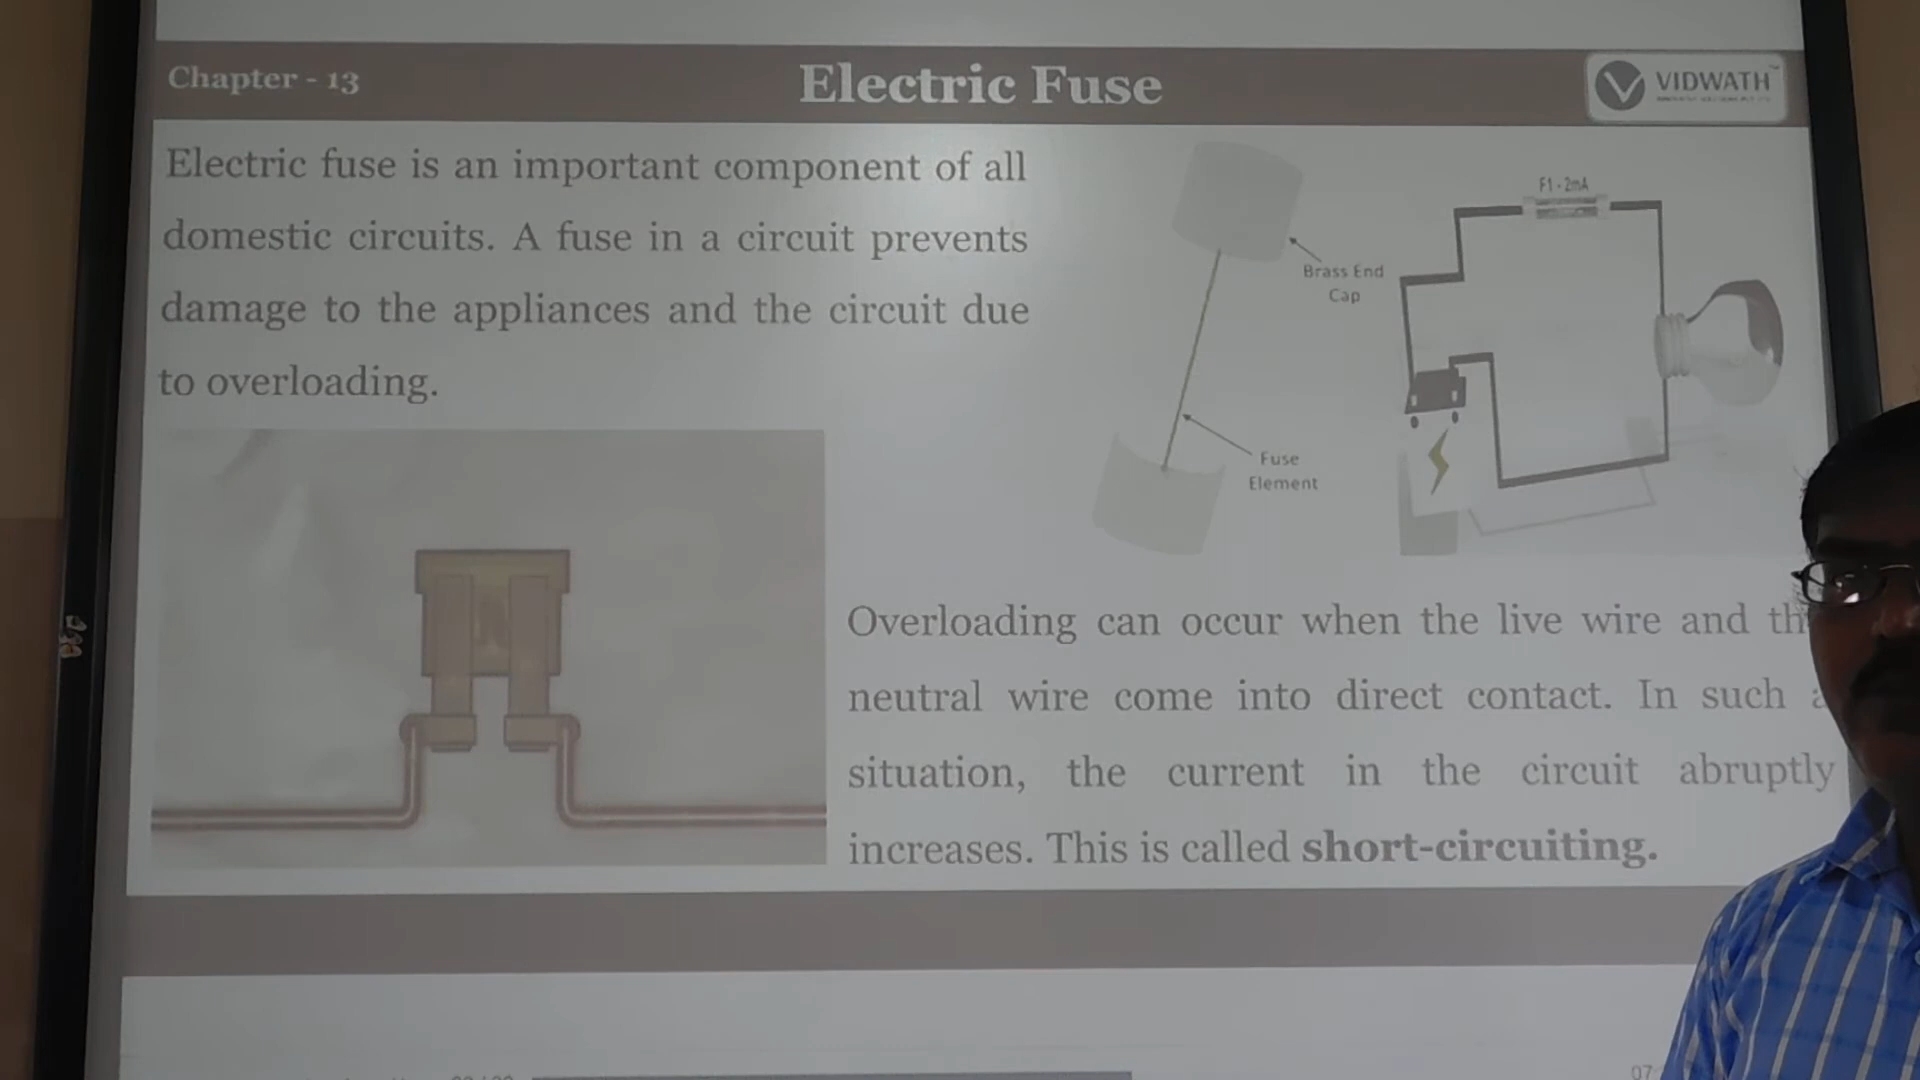 Chapter - 13
Electric Fuse
VIDWATH
Electric fuse is an important component of all
domestic circuits. A fuse in a circuit prevents
damage to the appliances and the circuit due
to overloading.
F1 - 2mA
Brass End
Cap
Fuse
Element
Overloading can occur when the live wire and th
neutral wire come into direct contact. In such a
situation, the current in the circuit abruptly
increases. This is called short-circuiting.
07